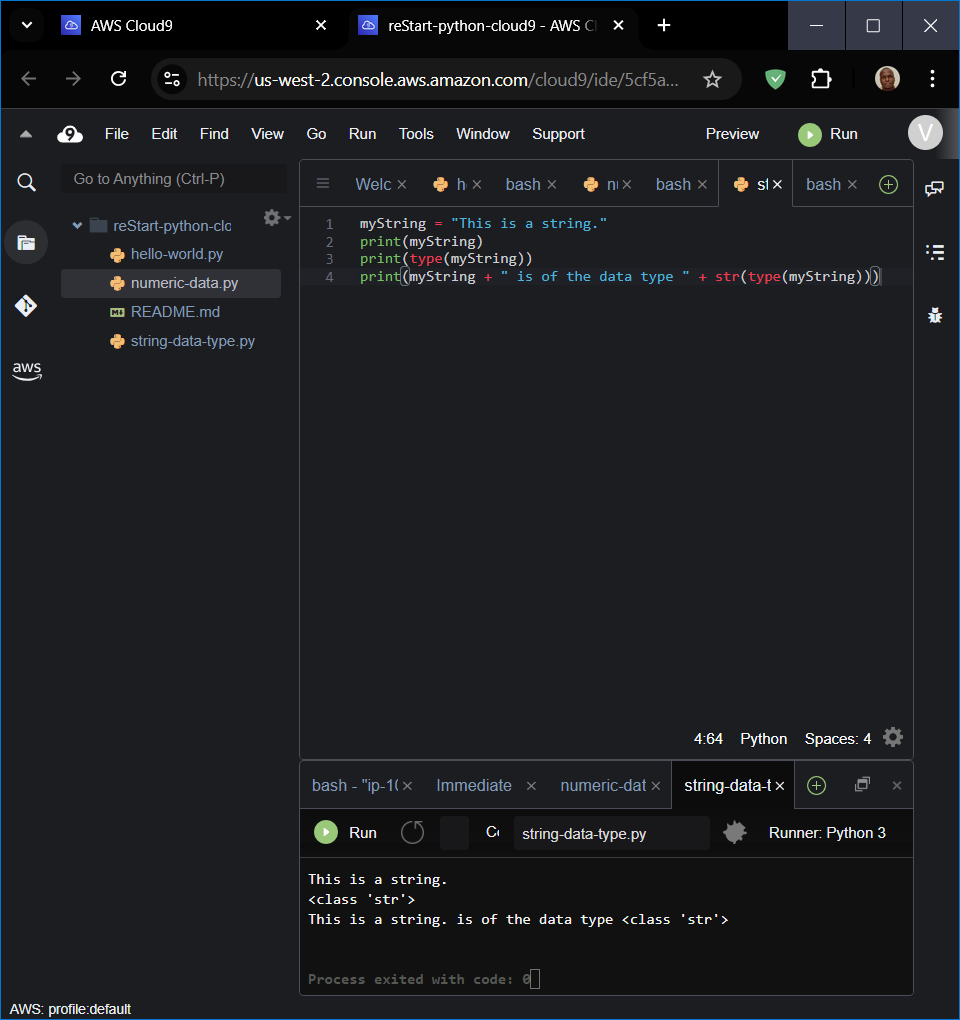 AWS Cloud9
reStart-python-cloud9 - AWS Cl
https://us-west-2.console.aws.amazon.com/cloud9/ide/5cf5a...
9 File Edit Find View Go Run Tools Window Support Preview Run V
Go to Anything (Ctrl-P)
Welc bash bash st bash
reStart-python-clo
hello-world.py
numeric-data.py
README.md
string-data-type.py
aws
1 myString = "This is a string."
2 print(myString)
3 print(type(myString))
4 print(myString + " is of the data type " + str(type(myString)))
4:64 Python Spaces: 4
bash - "ip-10 Immediate numeric-dat string-data-t
Run Co string-data-type.py Runner: Python 3
This is a string.
<class 'str'>
This is a string. is of the data type <class 'str'>
Process exited with code: 0
AWS: profile:default